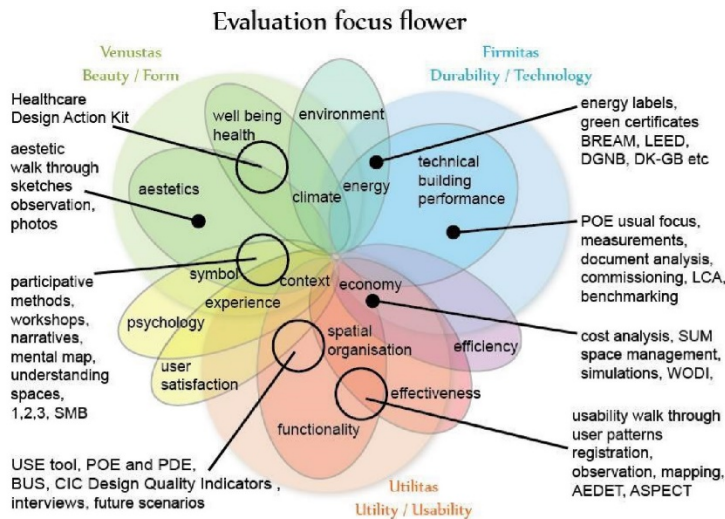 Evaluation focus flower
Venustas
Beauty / Form
Firmitas
Durability / Technology
Healthcare
Design Action Kit
aestetic
walk through
sketches
observation,
photos
participative
methods,
workshops,
narratives,
mental map,
understanding
spaces,
1,2,3, SMB
USE tool, POE and PDE,
BUS, CIC Design Quality Indicators ,
interviews, future scenarios
well being
health
environment
aestetics
climate
energy
technical
building
performance
symbol
context
economy
experience
psychology
user
satisfaction
spatial
organisation
efficiency
effectiveness
functionality
energy labels,
green certificates
BREAM, LEED,
DGNB, DK-GB etc
POE usual focus,
measurements,
document analysis,
commissioning, LCA,
benchmarking
cost analysis, SUM
space management,
simulations, WODI,
usability walk through
user patterns
registration,
observation, mapping,
AEDET, ASPECT
Utilitas
Utility / Usability